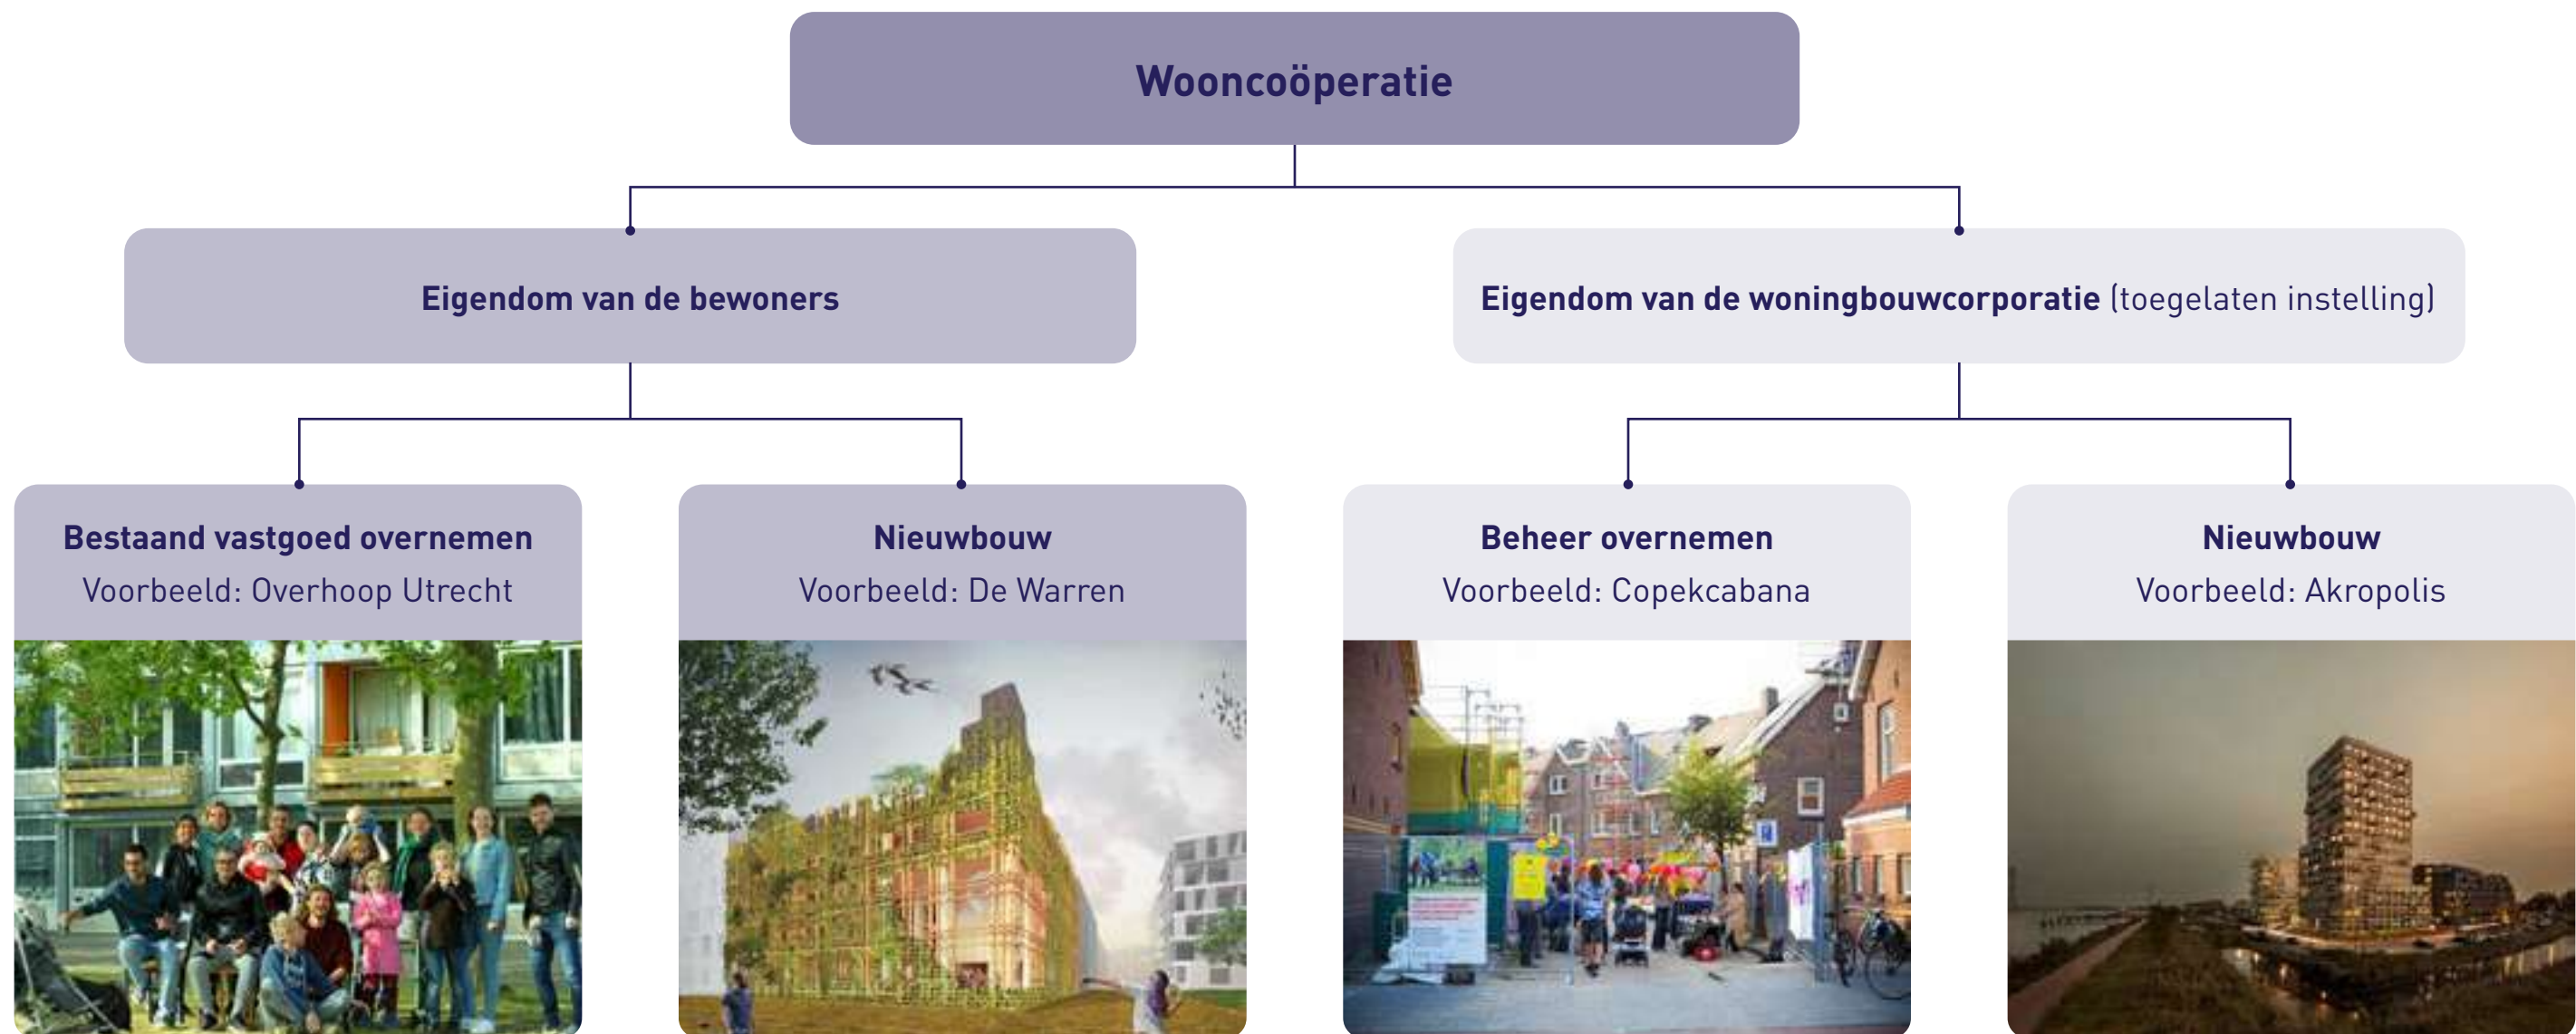 Wooncoöperatie
Eigendom van de bewoners
Eigendom van de woningbouwcorporatie (toegelaten instelling)
Bestaand vastgoed overnemen
Voorbeeld: Overhoop Utrecht
Nieuwbouw
Voorbeeld: De Warren
Beheer overnemen
Voorbeeld: Copekcabana
Nieuwbouw
Voorbeeld: Akropolis